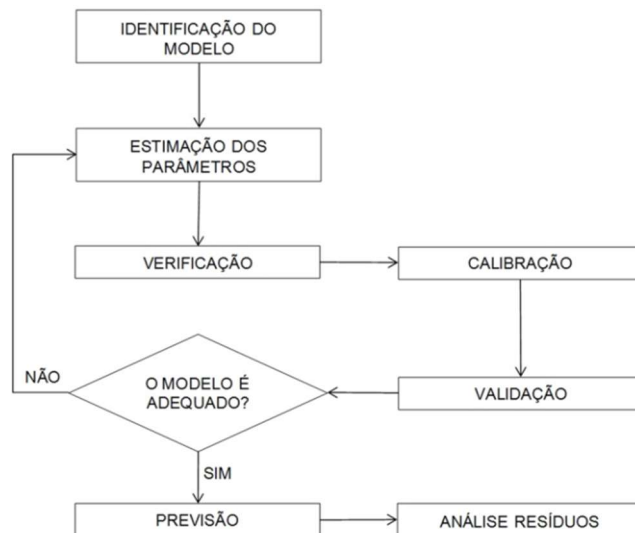 IDENTIFICAÇÃO DO
MODELO
ESTIMAÇÃO DOS
PARÂMETROS
VERIFICAÇÃO
CALIBRAÇÃO
NÃO
O MODELO É
ADEQUADO?
VALIDAÇÃO
SIM
PREVISÃO
ANÁLISE RESÍDUOS